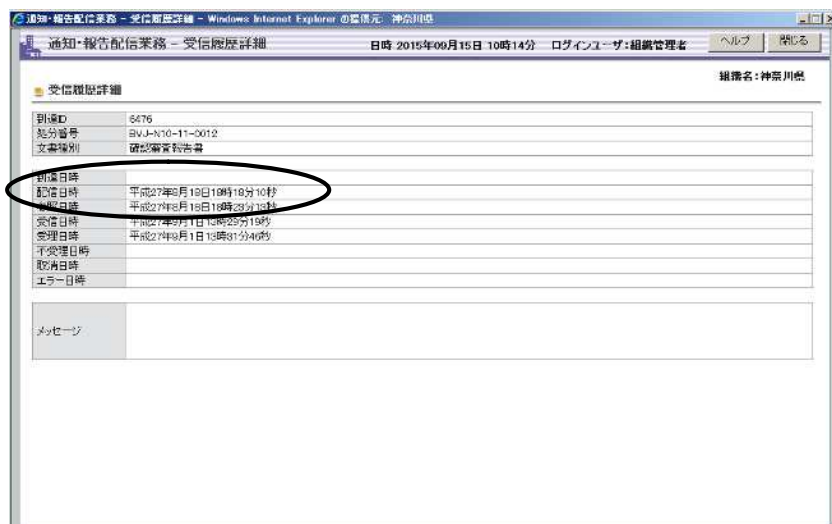 通知・報告配信業務 - 受信履歴詳細 - Windows Internet Explorer の提供元: 神奈川県
通知・報告配信業務 - 受信履歴詳細
日時 2015年09月15日 10時14分 ログインユーザ:組織管理者
ヘルプ
閉じる
組織名:神奈川県
受信履歴詳細
到達ID 6476
処分番号 BVJ-N10-11-0012
文書種別 確認審査報告書
到達日時
配信日時
平成27年8月18日18時23分13秒
受信日時 平成27年9月1日13時29分19秒
受理日時 平成27年9月1日13時31分46秒
不受理日時
取消日時
エラー日時
メッセージ